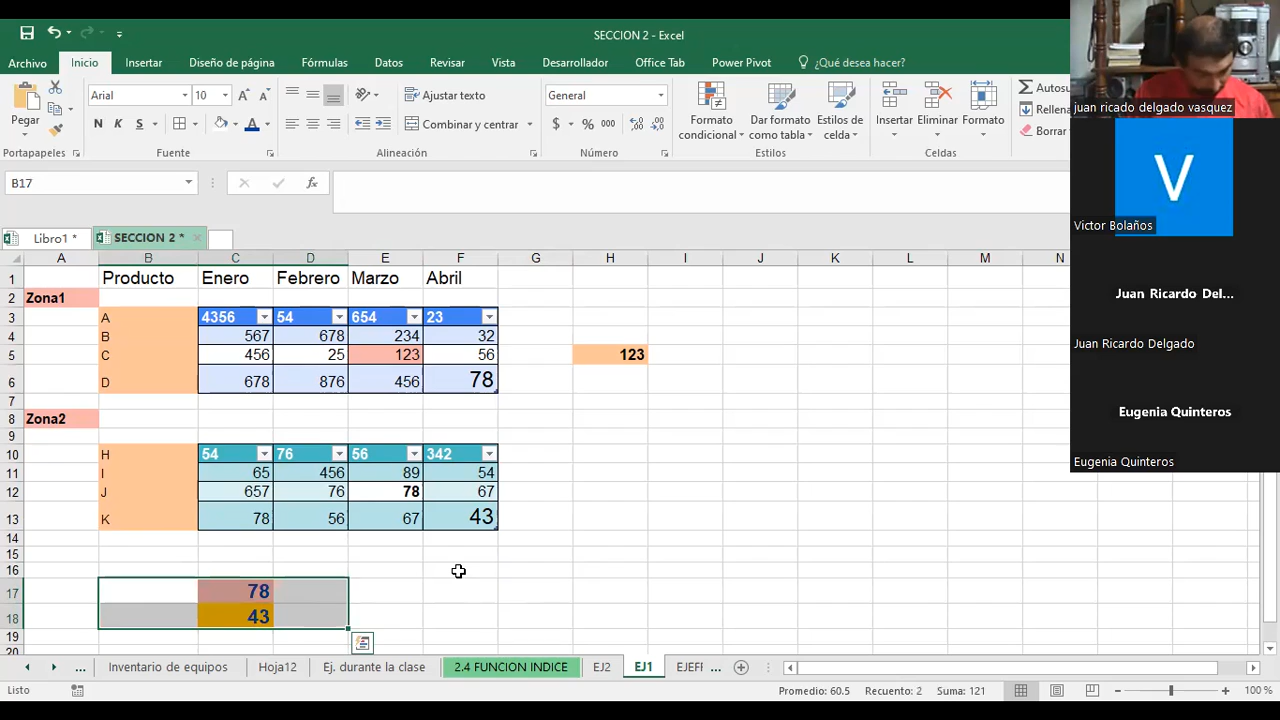 SECCION 2 - Excel
Archivo Inicio Insertar Diseño de página Fórmulas Datos Revisar Vista Desarrollador Office Tab Power Pivot ¿Qué desea hacer?
Pegar
Arial 10
N K S
Ajustar texto
Combinar y centrar
General
$ % 000
Formato condicional
Dar formato como tabla
Estilos de celda
Insertar Eliminar Formato
Σ Autosu
Rellena
Borrar
Portapapeles Fuente Alineación Número Estilos Celdas
B17 fx
Libro1 * SECCION 2 *
A B C D E F G H I J K L M N
1 Producto Enero Febrero Marzo Abril
2 Zona1
3 A 4356 54 654 23
4 B 567 678 234 32
5 C 456 25 123 56 123
6 D 678 876 456 78
7
8 Zona2
9
10 H 54 76 56 342
11 I 65 456 89 54
12 J 657 76 78 67
13 K 78 56 67 43
14
15
16
17 78
18 43
19
20
... Inventario de equipos Hoja12 Ej. durante la clase 2.4 FUNCION INDICE EJ2 EJ1 EJEFI ...
Listo Promedio: 60.5 Recuento: 2 Suma: 121 100 %
juan ricado delgado vasquez
V
Victor Bolaños
Juan Ricardo Del...
Juan Ricardo Delgado
Eugenia Quinteros
Eugenia Quinteros